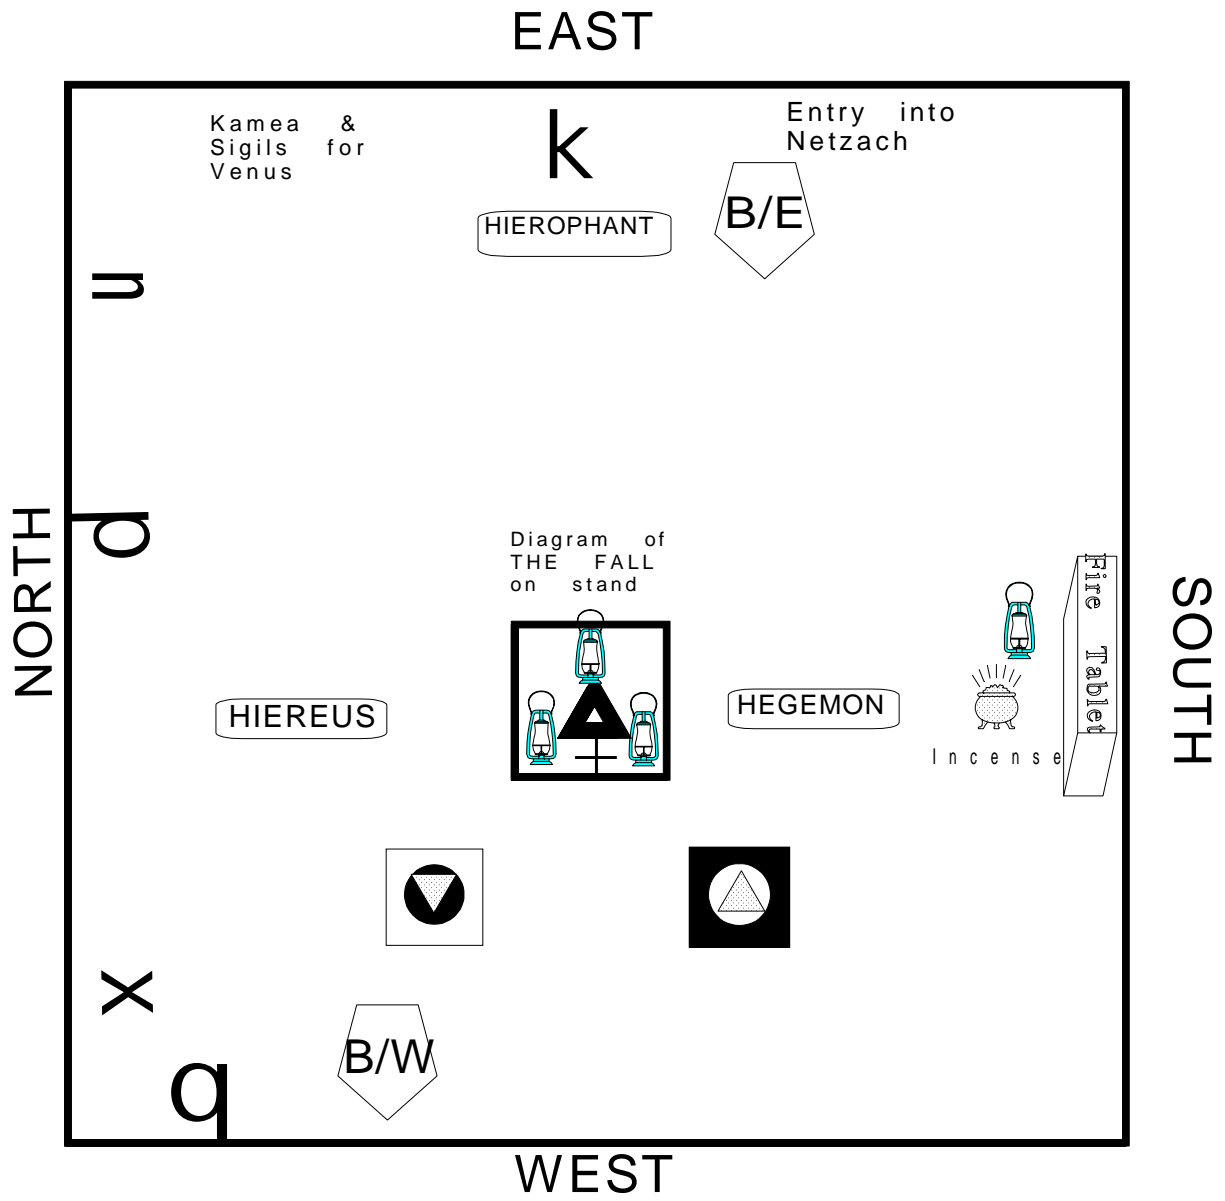 EAST
Kamea &
Sigils for
Venus
k
Entry into
Netzach
HIEROPHANT
B/E
n
NORTH
d
Diagram of
THE FALL
on stand
Fire Tablet
SOUTH
HIEREUS
HEGEMON
Incense
x
B/W
q
WEST